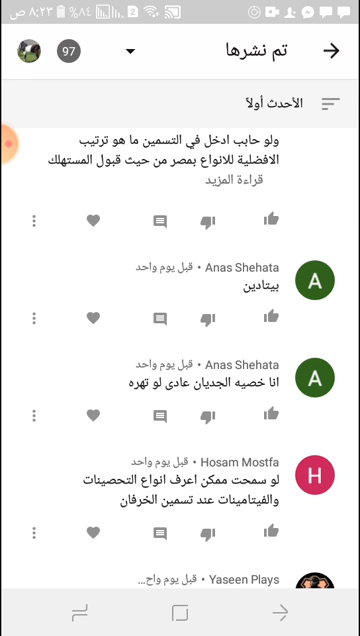 ٨:٢٣ ص ٨٤%
تم نشرها
97
الأحدث أولاً
ولو حابب ادخل في التسمين ما هو ترتيب
الافضلية للانواع بمصر من حيث قبول المستهلك
قراءة المزيد
Anas Shehata • قبل يوم واحد
بيتادين
Anas Shehata • قبل يوم واحد
انا خصيه الجديان عادى لو تهره
Hosam Mostfa • قبل يوم واحد
لو سمحت ممكن اعرف انواع التحصينات
والفيتامينات عند تسمين الخرفان
Yaseen Plays • قبل يوم واح...